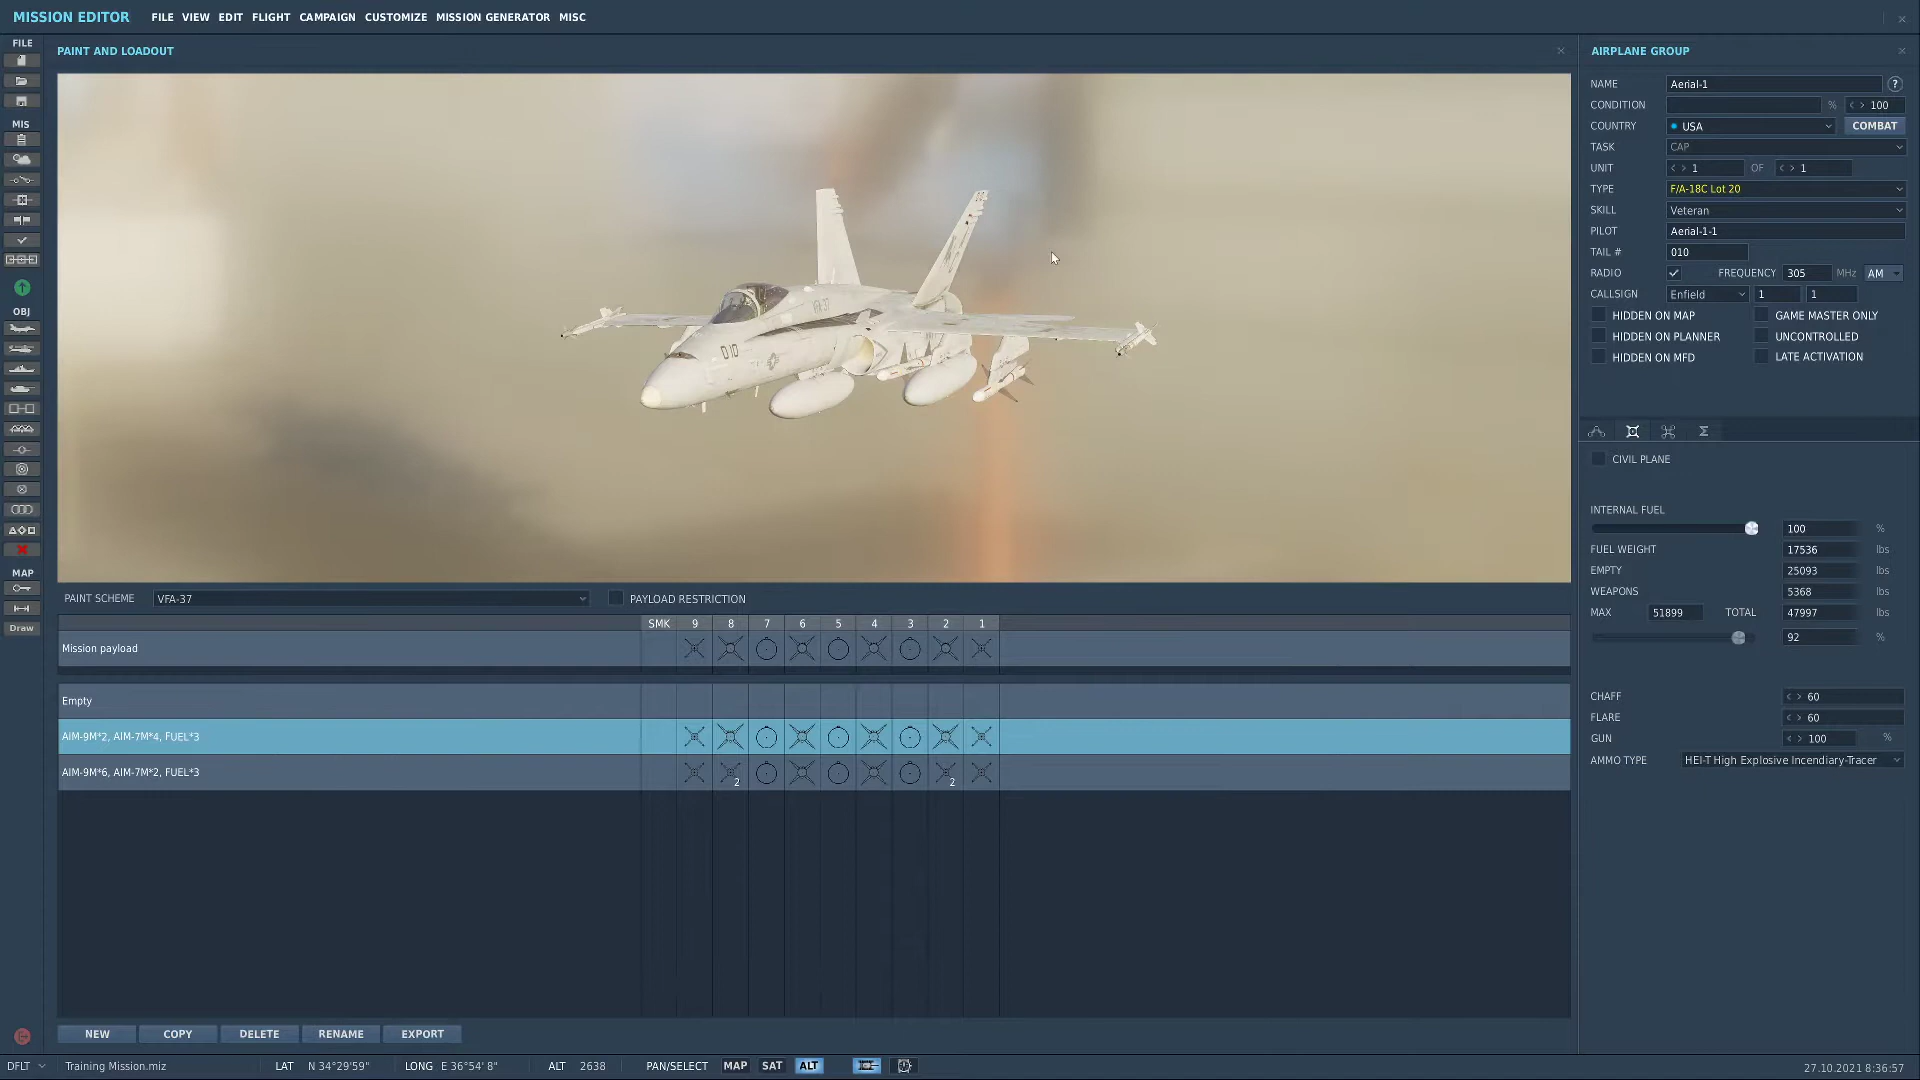 MISSION EDITOR FILE VIEW EDIT FLIGHT CAMPAIGN CUSTOMIZE MISSION GENERATOR MISC
FILE
MIS
OBJ
MAP
Draw
PAINT AND LOADOUT
010
PAINT SCHEME VFA-37 PAYLOAD RESTRICTION
SMK 9 8 7 6 5 4 3 2 1
Mission payload
Empty
AIM-9M*2, AIM-7M*4, FUEL*3
AIM-9M*6, AIM-7M*2, FUEL*3 2 2
NEW COPY DELETE RENAME EXPORT
AIRPLANE GROUP
NAME Aerial-1 ?
CONDITION % < > 100
COUNTRY USA COMBAT
TASK CAP
UNIT < > 1 OF < > 1
TYPE F/A-18C Lot 20
SKILL Veteran
PILOT Aerial-1-1
TAIL # 010
RADIO FREQUENCY 305 MHz AM
CALLSIGN Enfield 1 1
HIDDEN ON MAP GAME MASTER ONLY
HIDDEN ON PLANNER UNCONTROLLED
HIDDEN ON MFD LATE ACTIVATION
CIVIL PLANE
INTERNAL FUEL
100 %
FUEL WEIGHT 17536 lbs
EMPTY 25093 lbs
WEAPONS 5368 lbs
MAX 51899 TOTAL 47997 lbs
92 %
CHAFF < > 60
FLARE < > 60
GUN < > 100 %
AMMO TYPE HEI-T High Explosive Incendiary-Tracer
DFLT Training Mission.miz LAT N 34°29'59" LONG E 36°54' 8" ALT 2638 PAN/SELECT MAP SAT ALT 27.10.2021 8:36:57